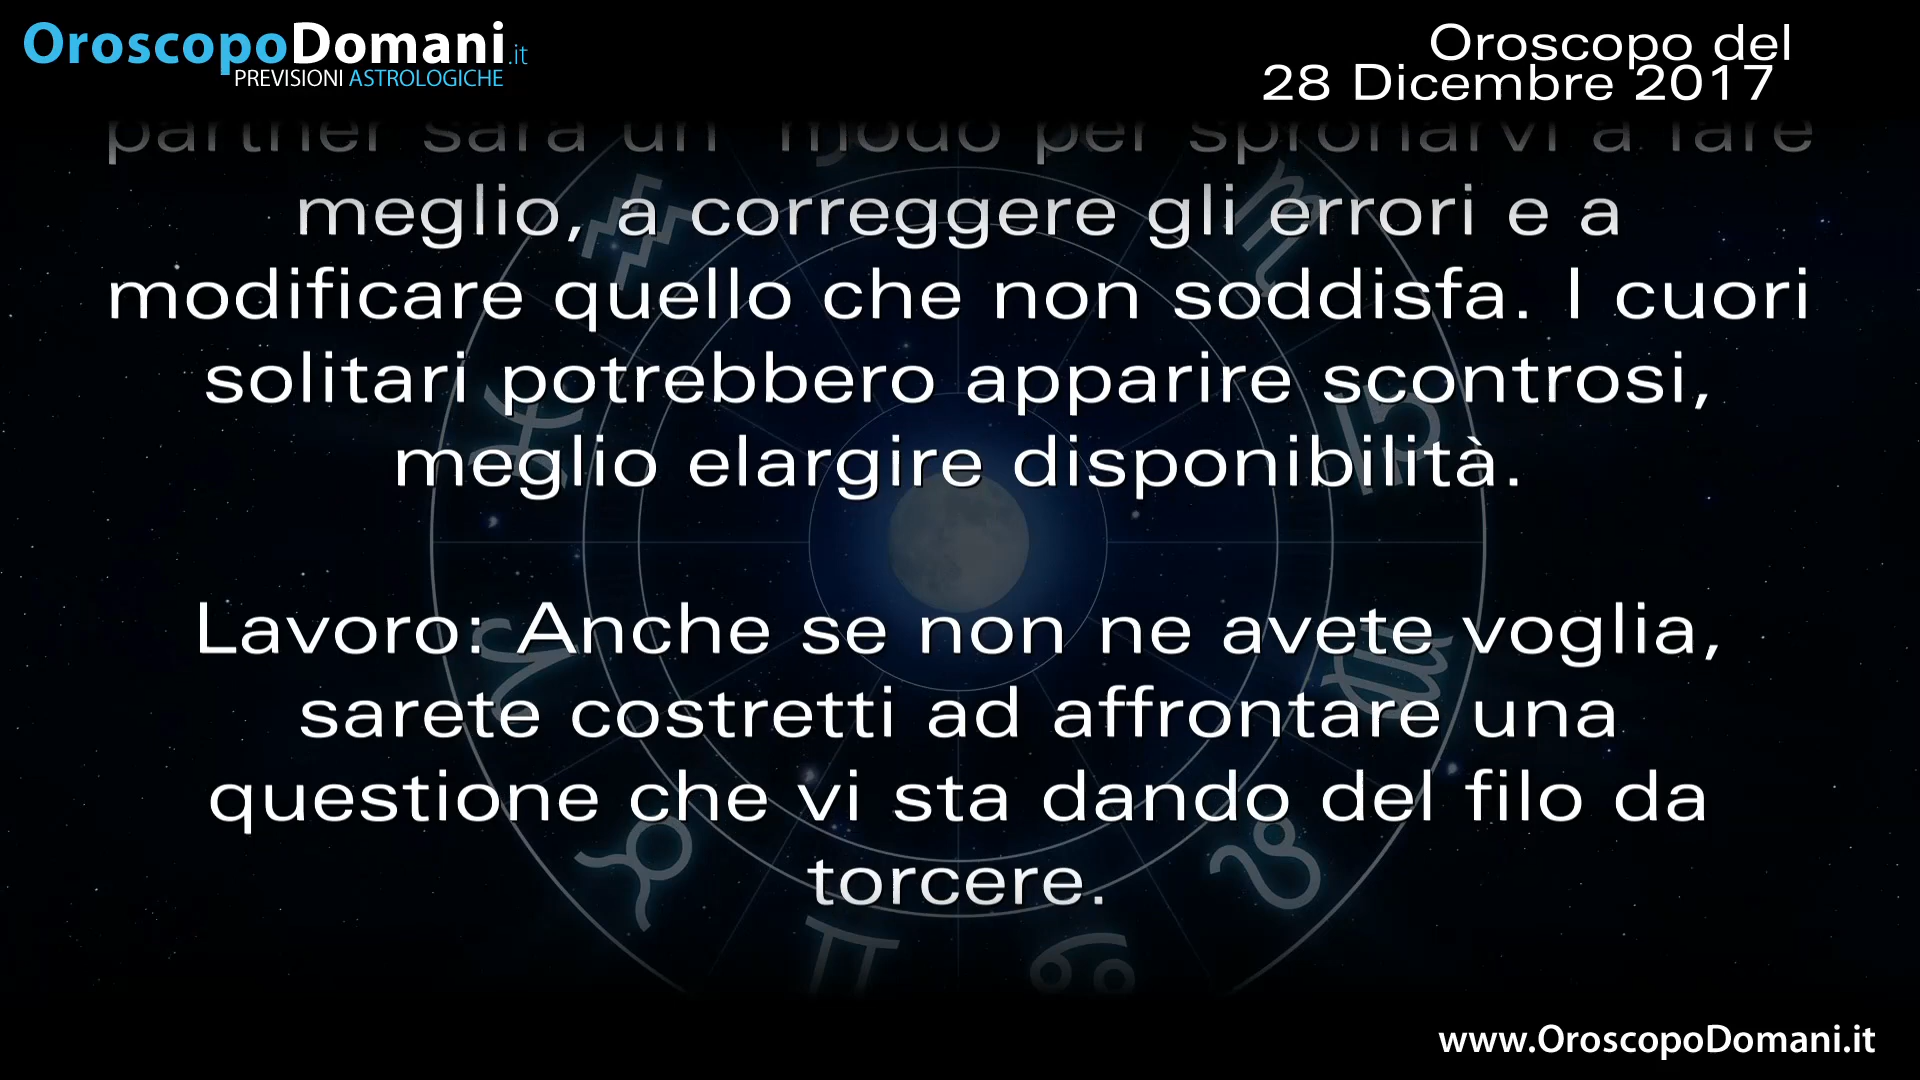 OroscopoDomani.it
PREVISIONI ASTROLOGICHE
Oroscopo del
28 Dicembre 2017
partner sarà un modo per spronarvi a fare
meglio, a correggere gli errori e a
modificare quello che non soddisfa. I cuori
solitari potrebbero apparire scontrosi,
meglio elargire disponibilità.
Lavoro: Anche se non ne avete voglia,
sarete costretti ad affrontare una
questione che vi sta dando del filo da
torcere.
www.OroscopoDomani.it